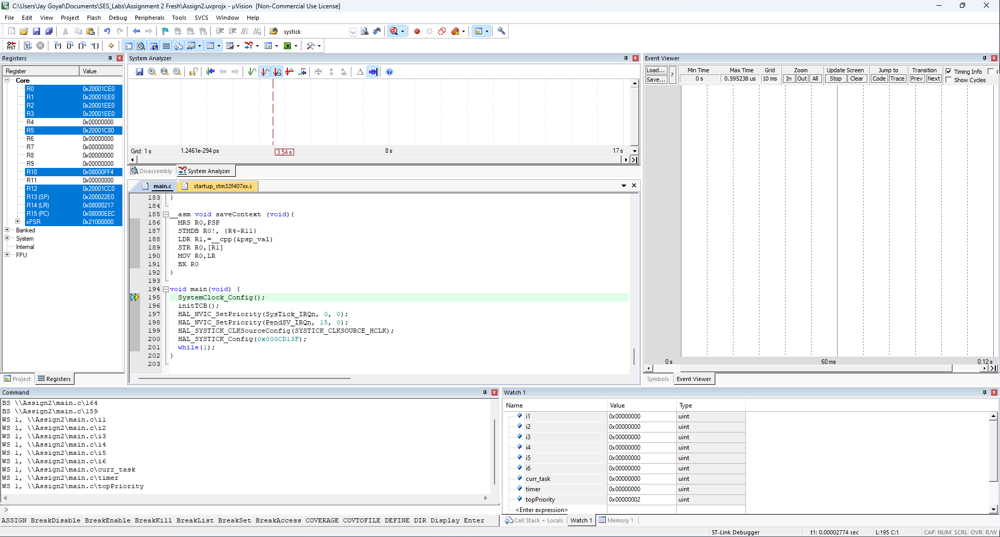 C:\Users\Jay Goyal\Documents\SES_Labs\Assignment 2 Fresh\Assign2.uvprojx - µVision [Non-Commercial Use License]
File Edit View Project Flash Debug Peripherals Tools SVCS Window Help
systick
RST
Registers
Register Value
Core
R0 0x20001CE0
R1 0x20001EE0
R2 0x20001EE0
R3 0x20001EE0
R4 0x00000000
R5 0x20001C80
R6 0x00000000
R7 0x00000000
R8 0x00000000
R9 0x00000000
R10 0x08000FF4
R11 0x00000000
R12 0x20001CC0
R13 (SP) 0x200022E0
R14 (LR) 0x08000217
R15 (PC) 0x08000EEC
xPSR 0x21000000
Banked
System
Internal
FPU
Project Registers
System Analyzer
Grid: 1 s 1.2461e-294 ps 3.54 s 8 s 17 s
Disassembly System Analyzer
main.c startup_stm32f407xx.s
183 }
184
185 __asm void saveContext (void){
186 MRS R0,PSP
187 STMDB R0!, {R4-R11}
188 LDR R1,=__cpp(&psp_val)
189 STR R0,[R1]
190 MOV R0,LR
191 BX R0
192 }
193
194 void main(void) {
195 SystemClock_Config();
196 initTCB();
197 HAL_NVIC_SetPriority(SysTick_IRQn, 0, 0);
198 HAL_NVIC_SetPriority(PendSV_IRQn, 15, 0);
199 HAL_SYSTICK_CLKSourceConfig(SYSTICK_CLKSOURCE_HCLK);
200 HAL_SYSTICK_Config(0x000CD13F);
201 while(1);
202 }
203
Event Viewer
Load... Min Time Max Time Grid Zoom Update Screen Jump to Transition Timing Info
Save... ? 0 s 0.595238 us 10 ms In Out All Stop Clear Code Trace Prev Next Show Cycles
0 s 60 ms 0.12 s
Symbols Event Viewer
Command
BS \\Assign2\main.c\164
BS \\Assign2\main.c\159
WS 1, \\Assign2\main.c\i1
WS 1, \\Assign2\main.c\i2
WS 1, \\Assign2\main.c\i3
WS 1, \\Assign2\main.c\i4
WS 1, \\Assign2\main.c\i5
WS 1, \\Assign2\main.c\i6
WS 1, \\Assign2\main.c\curr_task
WS 1, \\Assign2\main.c\timer
WS 1, \\Assign2\main.c\topPriority
>
ASSIGN BreakDisable BreakEnable BreakKill BreakList BreakSet BreakAccess COVERAGE COVTOFILE DEFINE DIR Display Enter
Watch 1
Name Value Type
i1 0x00000000 uint
i2 0x00000000 uint
i3 0x00000000 uint
i4 0x00000000 uint
i5 0x00000000 uint
i6 0x00000000 uint
curr_task 0x00000000 uint
timer 0x00000000 uint
topPriority 0x00000002 uint
<Enter expression>
Call Stack + Locals Watch 1 Memory 1
ST-Link Debugger t1: 0.00002774 sec L:195 C:1 CAP NUM SCRL OVR R/W